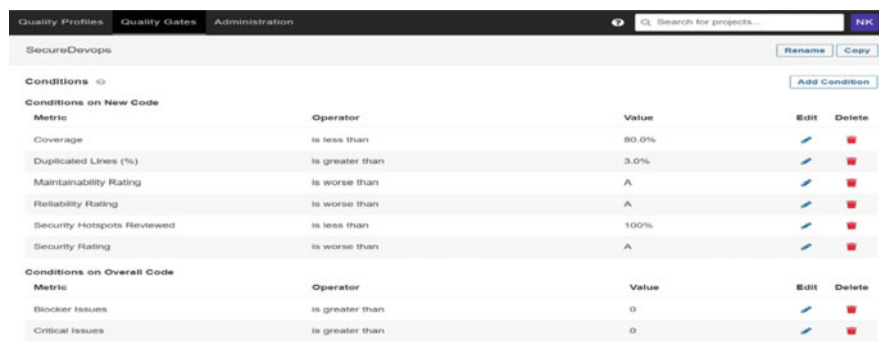 Quality Profiles Quality Gates Administration Search for projects... NK
SecureDevops Rename Copy
Conditions Add Condition
Conditions on New Code
Metric Operator Value Edit Delete
Coverage is less than 80.0%
Duplicated Lines (%) is greater than 3.0%
Maintainability Rating is worse than A
Reliability Rating is worse than A
Security Hotspots Reviewed is less than 100%
Security Rating is worse than A
Conditions on Overall Code
Metric Operator Value Edit Delete
Blocker Issues is greater than 0
Critical Issues is greater than 0